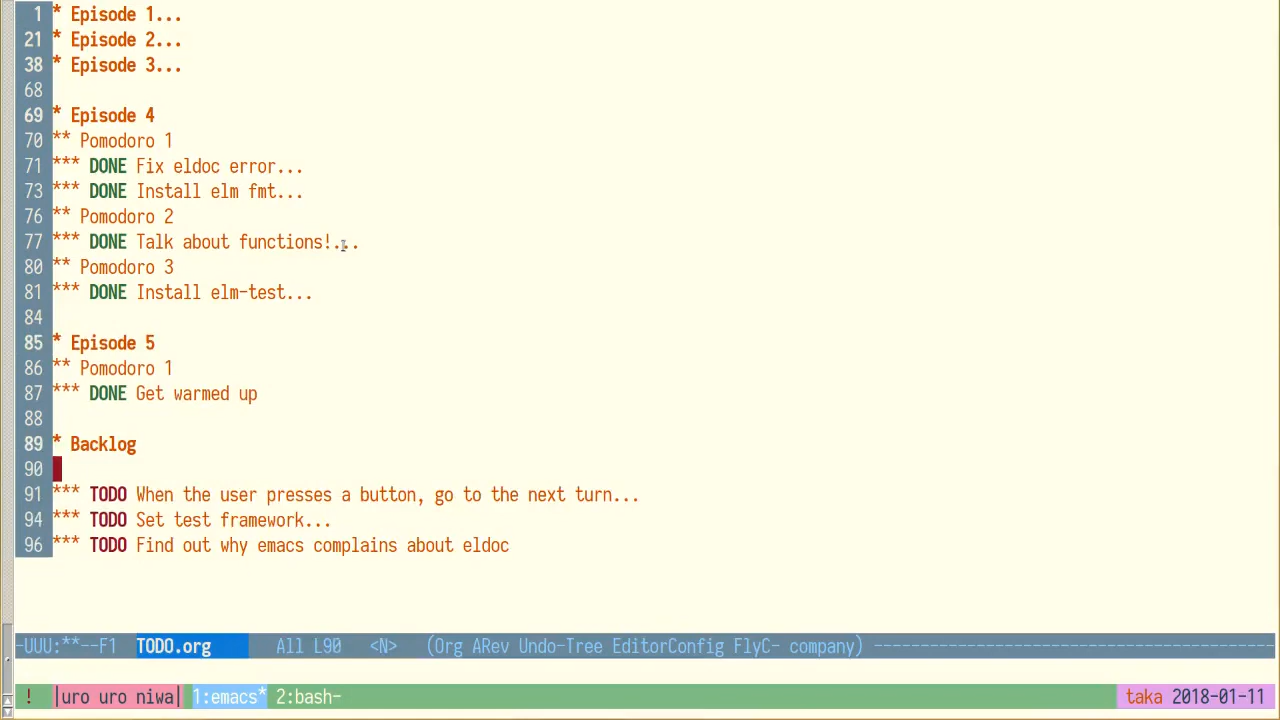 1 * Episode 1...
21 * Episode 2...
38 * Episode 3...
68
69 * Episode 4
70 ** Pomodoro 1
71 *** DONE Fix eldoc error...
73 *** DONE Install elm fmt...
76 ** Pomodoro 2
77 *** DONE Talk about functions!...
80 ** Pomodoro 3
81 *** DONE Install elm-test...
84
85 * Episode 5
86 ** Pomodoro 1
87 *** DONE Get warmed up
88
89 * Backlog
90
91 *** TODO When the user presses a button, go to the next turn...
94 *** TODO Set test framework...
96 *** TODO Find out why emacs complains about eldoc
-UUU:**--F1 TODO.org All L90 <N> (Org ARev Undo-Tree EditorConfig FlyC- company) -------------------------------------------
! |uro uro niwa| 1:emacs* 2:bash- taka 2018-01-11